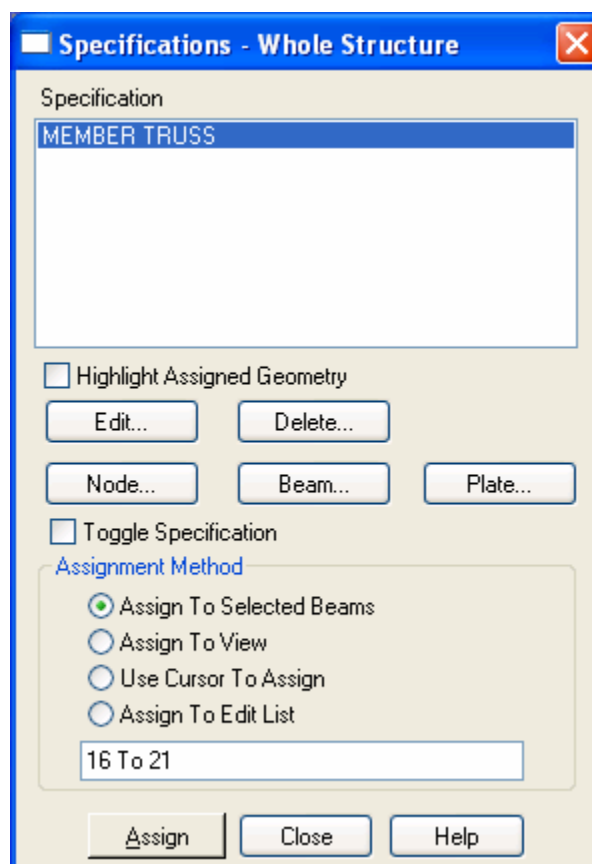 Specifications - Whole Structure
Specification
MEMBER TRUSS
Highlight Assigned Geometry
Edit... Delete...
Node... Beam... Plate...
Toggle Specification
Assignment Method
Assign To Selected Beams
Assign To View
Use Cursor To Assign
Assign To Edit List
16 To 21
Assign Close Help